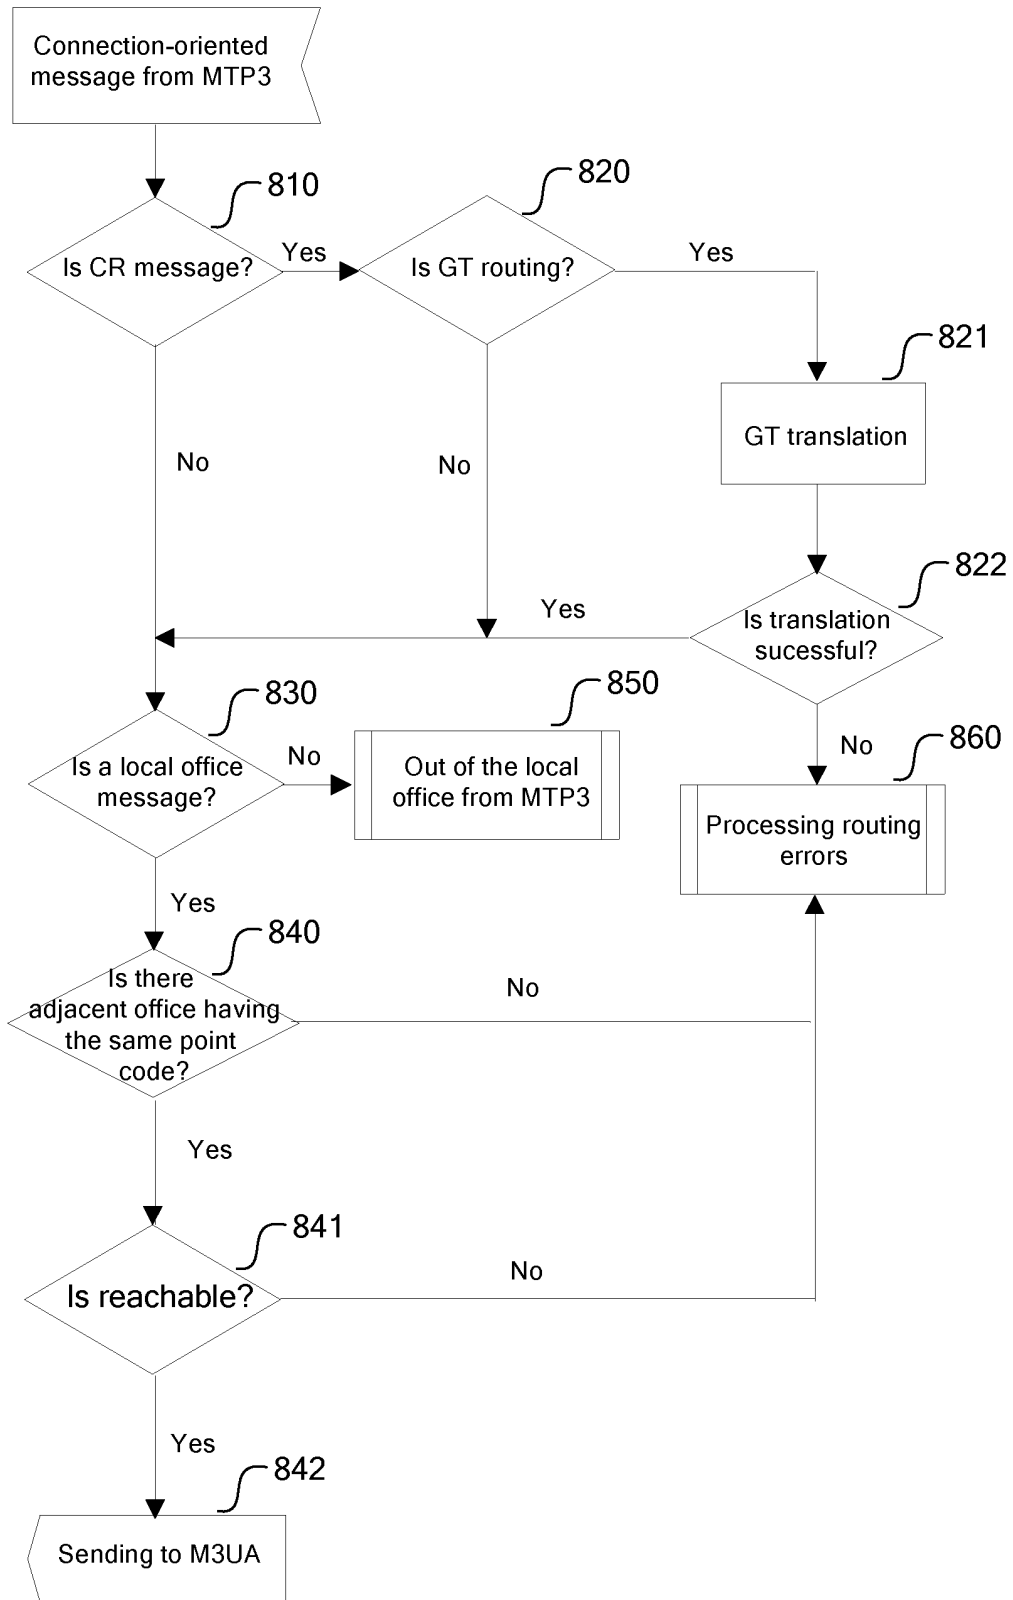 Connection-oriented
message from MTP3
810
820
Is CR message?
Yes
Is GT routing?
Yes
821
GT translation
No
No
822
Is translation
sucessful?
Yes
830
850
Is a local office
message?
No
Out of the local
office from MTP3
No
860
Processing routing
errors
Yes
840
Is there
adjacent office having
the same point
code?
No
Yes
841
Is reachable?
No
Yes
842
Sending to M3UA